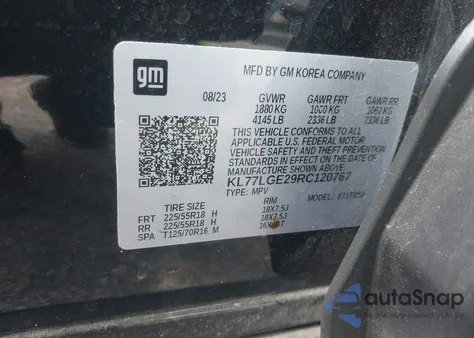 gm
MFD BY GM KOREA COMPANY
08/23 GVWR GAWR FRT GAWR RR
1880 KG 1060 KG 1060 KG
4145 LB 2336 LB 2336 LB
THIS VEHICLE CONFORMS TO ALL
APPLICABLE U.S. FEDERAL MOTOR
VEHICLE SAFETY, BUMPER, AND THEFT
PREVENTION STANDARDS IN EFFECT ON
THE DATE OF MANUFACTURE SHOWN ABOVE.
KL77LGE29RC120767
TYPE: MPV MODEL:
TIRE SIZE RIM
FRT 225/55R18 H 18X7.5J
RR 225/55R18 H 18X7.5J
SPA T125/70R16 M
autoSnap